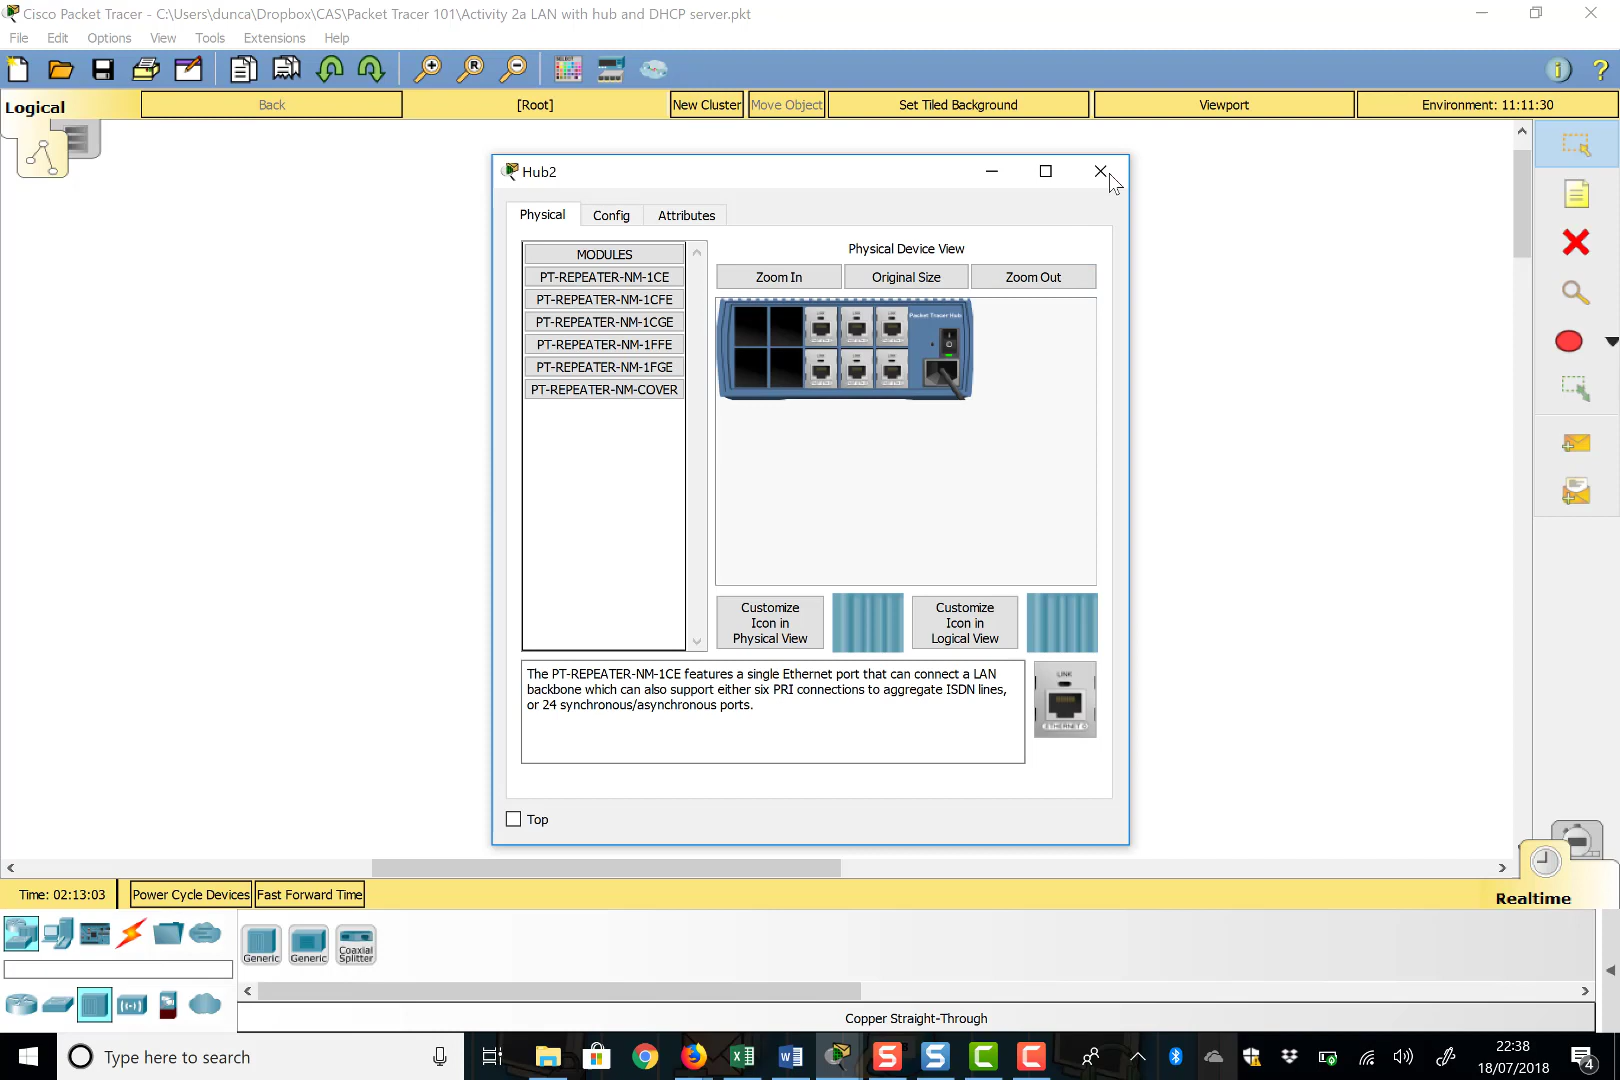 Cisco Packet Tracer - C:\Users\dunca\Dropbox\CAS\Packet Tracer 101\Activity 2a LAN with hub and DHCP server.pkt
File Edit Options View Tools Extensions Help
Logical Back [Root] New Cluster Move Object Set Tiled Background Viewport Environment: 11:11:30
Hub2
Physical Config Attributes
MODULES
PT-REPEATER-NM-1CE
PT-REPEATER-NM-1CFE
PT-REPEATER-NM-1CGE
PT-REPEATER-NM-1FFE
PT-REPEATER-NM-1FGE
PT-REPEATER-NM-COVER
Physical Device View
Zoom In Original Size Zoom Out
Packet Tracer Hub
Customize
Icon in
Physical View
Customize
Icon in
Logical View
The PT-REPEATER-NM-1CE features a single Ethernet port that can connect a LAN
backbone which can also support either six PRI connections to aggregate ISDN lines,
or 24 synchronous/asynchronous ports.
LINK
Top
Time: 02:13:03 Power Cycle Devices Fast Forward Time
Realtime
Generic Generic Coaxial
Splitter
Copper Straight-Through
Type here to search
22:38
18/07/2018
4